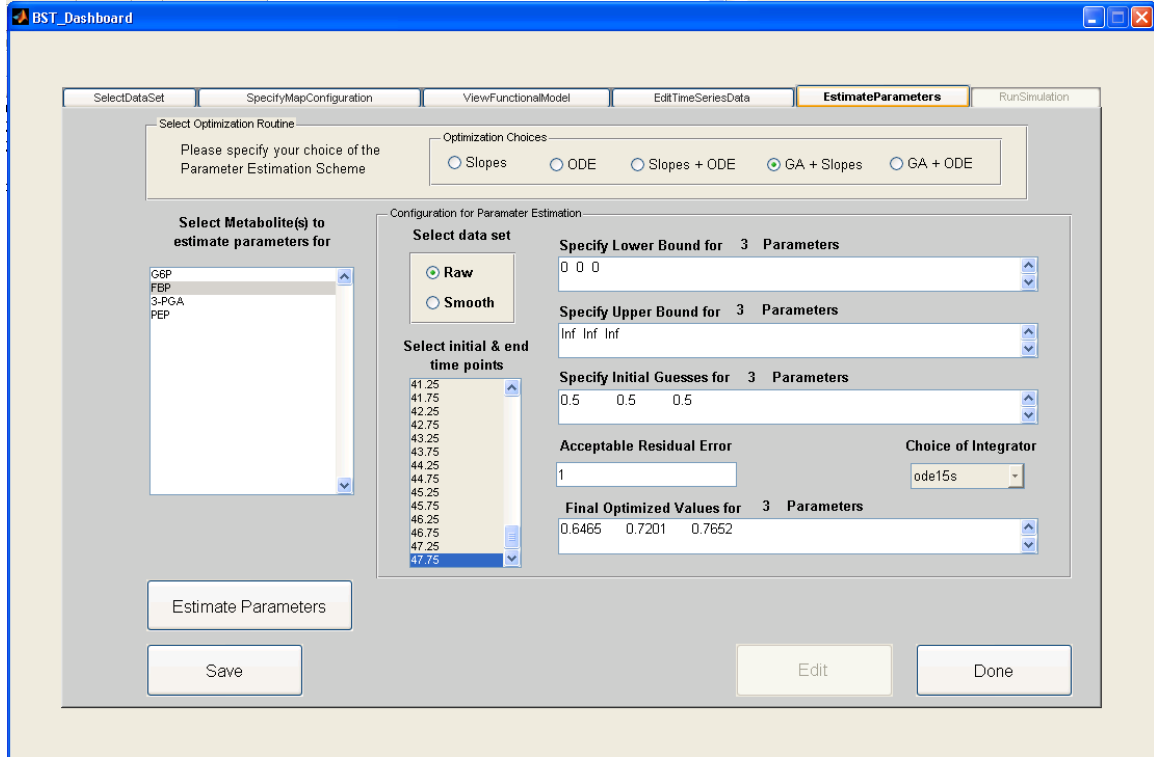 BST_Dashboard
SelectDataSet
SpecifyMapConfiguration
ViewFunctionalModel
EditTimeSeriesData
EstimateParameters
RunSimulation
Select Optimization Routine
Please specify your choice of the
Parameter Estimation Scheme
Optimization Choices
Slopes
ODE
Slopes + ODE
GA + Slopes
GA + ODE
Select Metabolite(s) to
estimate parameters for
G6P
FBP
3-PGA
PEP
Configuration for Paramater Estimation
Select data set
Raw
Smooth
Select initial & end
time points
41.25
41.75
42.25
42.75
43.25
43.75
44.25
44.75
45.25
45.75
46.25
46.75
47.25
47.75
Specify Lower Bound for 3 Parameters
0 0 0
Specify Upper Bound for 3 Parameters
Inf Inf Inf
Specify Initial Guesses for 3 Parameters
0.5 0.5 0.5
Acceptable Residual Error
1
Choice of Integrator
ode15s
Final Optimized Values for 3 Parameters
0.6465 0.7201 0.7652
Estimate Parameters
Save
Edit
Done